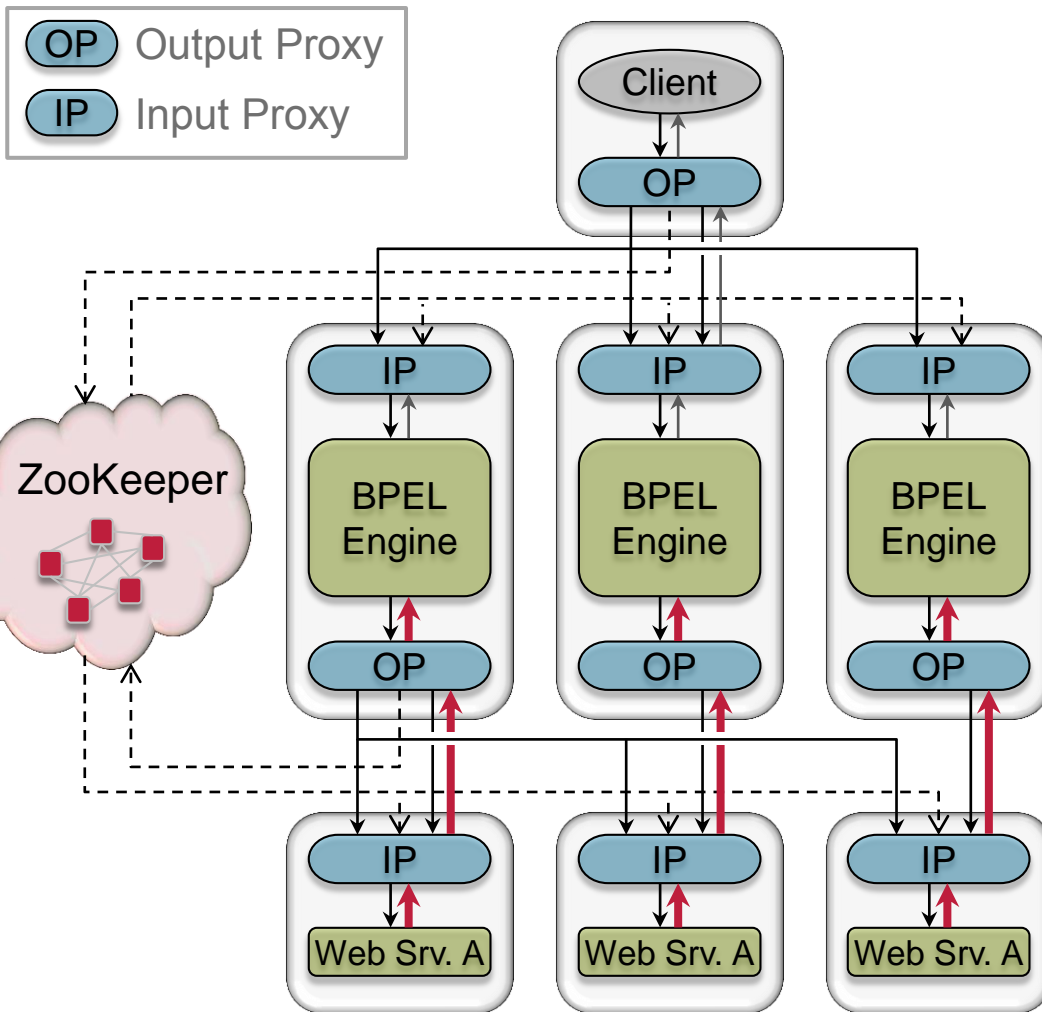 OP Output Proxy
IP Input Proxy
Client
OP
IP
IP
IP
ZooKeeper
BPEL
Engine
BPEL
Engine
BPEL
Engine
OP
OP
OP
IP
IP
IP
Web Srv. A
Web Srv. A
Web Srv. A